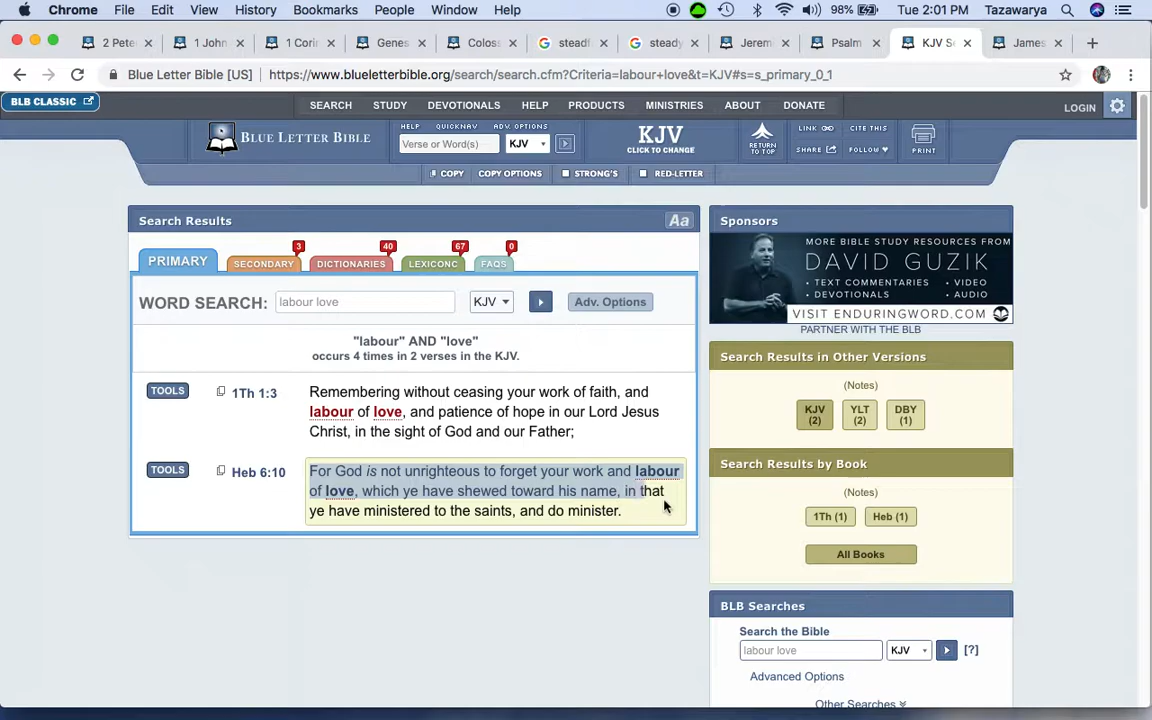 Chrome File Edit View History Bookmarks People Window Help 98% Tue 2:01 PM Tazawarya
2 Peter 1 John 1 Corin Genes Coloss steadf steady Jerem Psalm KJV Se James
Blue Letter Bible [US] https://www.blueletterbible.org/search/search.cfm?Criteria=labour+love&t=KJV#s=s_primary_0_1
BLB CLASSIC SEARCH STUDY DEVOTIONALS HELP PRODUCTS MINISTRIES ABOUT DONATE LOGIN
BLUE LETTER BIBLE
HELP QUICKNAV ADV. OPTIONS
Verse or Word(s) KJV
KJV
CLICK TO CHANGE
RETURN
TO TOP
LINK CITE THIS
SHARE FOLLOW
PRINT
COPY COPY OPTIONS STRONG'S RED-LETTER
Search Results Aa
3 40 67 0
PRIMARY SECONDARY DICTIONARIES LEXICONC FAQS
WORD SEARCH: labour love KJV Adv. Options
"labour" AND "love"
occurs 4 times in 2 verses in the KJV.
TOOLS 1Th 1:3 Remembering without ceasing your work of faith, and
labour of love, and patience of hope in our Lord Jesus
Christ, in the sight of God and our Father;
TOOLS Heb 6:10 For God is not unrighteous to forget your work and labour
of love, which ye have shewed toward his name, in that
ye have ministered to the saints, and do minister.
Sponsors
MORE BIBLE STUDY RESOURCES FROM
DAVID GUZIK
• TEXT COMMENTARIES • VIDEO
• DEVOTIONALS • AUDIO
VISIT ENDURINGWORD.COM
PARTNER WITH THE BLB
Search Results in Other Versions
(Notes)
KJV
(2)
YLT
(2)
DBY
(1)
Search Results by Book
(Notes)
1Th (1) Heb (1)
All Books
BLB Searches
Search the Bible
labour love KJV [?]
Advanced Options
Other Searches